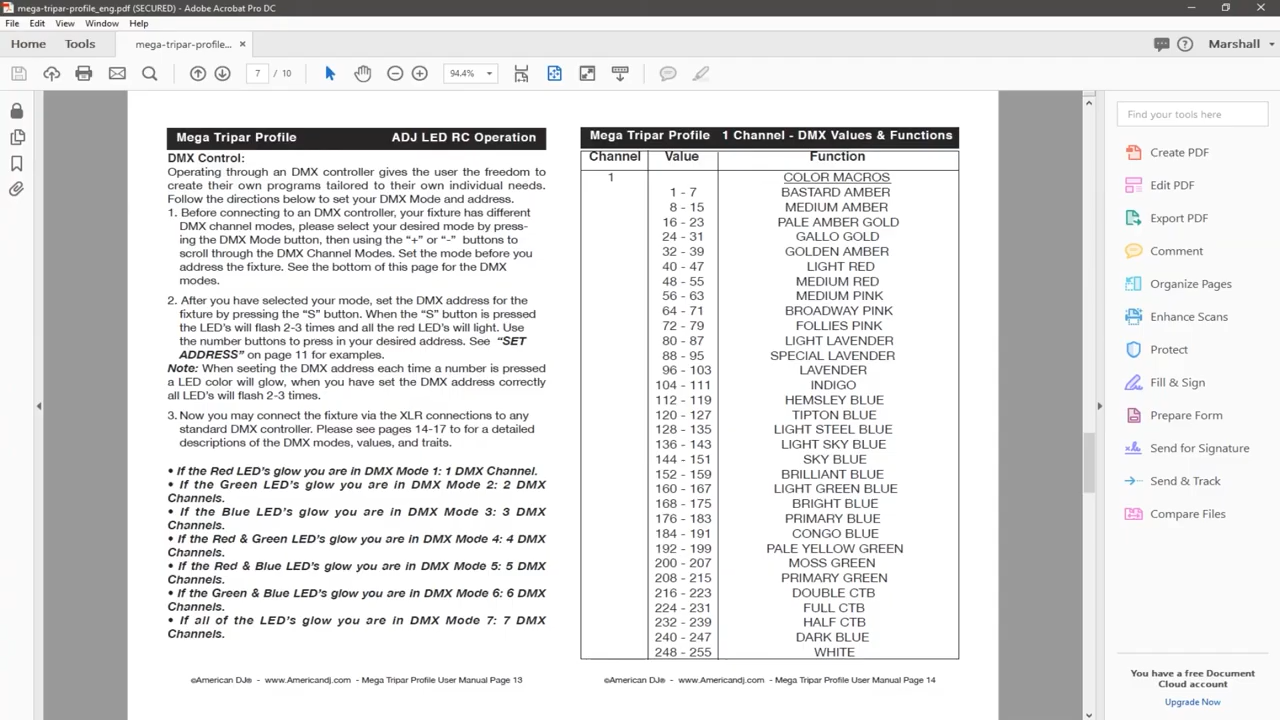 mega-tripar-profile_eng.pdf (SECURED) - Adobe Acrobat Pro DC
File Edit View Window Help
Home Tools mega-tripar-profile... × Marshall
7 / 10 94.4%
Mega Tripar Profile ADJ LED RC Operation
DMX Control:
Operating through an DMX controller gives the user the freedom to
create their own programs tailored to their own individual needs.
Follow the directions below to set your DMX Mode and address.
1. Before connecting to an DMX controller, your fixture has different
DMX channel modes, please select your desired mode by press-
ing the DMX Mode button, then using the “+” or “-” buttons to
scroll through the DMX Channel Modes. Set the mode before you
address the fixture. See the bottom of this page for the DMX
modes.
2. After you have selected your mode, set the DMX address for the
fixture by pressing the “S” button. When the “S” button is pressed
the LED’s will flash 2-3 times and all the red LED’s will light. Use
the number buttons to press in your desired address. See “SET
ADDRESS” on page 11 for examples.
Note: When seeting the DMX address each time a number is pressed
a LED color will glow, when you have set the DMX address correctly
all LED’s will flash 2-3 times.
3. Now you may connect the fixture via the XLR connections to any
standard DMX controller. Please see pages 14-17 to for a detailed
descriptions of the DMX modes, values, and traits.
• If the Red LED’s glow you are in DMX Mode 1: 1 DMX Channel.
• If the Green LED’s glow you are in DMX Mode 2: 2 DMX
Channels.
• If the Blue LED’s glow you are in DMX Mode 3: 3 DMX
Channels.
• If the Red & Green LED’s glow you are in DMX Mode 4: 4 DMX
Channels.
• If the Red & Blue LED’s glow you are in DMX Mode 5: 5 DMX
Channels.
• If the Green & Blue LED’s glow you are in DMX Mode 6: 6 DMX
Channels.
• If all of the LED’s glow you are in DMX Mode 7: 7 DMX
Channels.
©American DJ® - www.Americandj.com - Mega Tripar Profile User Manual Page 13
Mega Tripar Profile 1 Channel - DMX Values & Functions
Channel Value Function
1 COLOR MACROS
1 - 7 BASTARD AMBER
8 - 15 MEDIUM AMBER
16 - 23 PALE AMBER GOLD
24 - 31 GALLO GOLD
32 - 39 GOLDEN AMBER
40 - 47 LIGHT RED
48 - 55 MEDIUM RED
56 - 63 MEDIUM PINK
64 - 71 BROADWAY PINK
72 - 79 FOLLIES PINK
80 - 87 LIGHT LAVENDER
88 - 95 SPECIAL LAVENDER
96 - 103 LAVENDER
104 - 111 INDIGO
112 - 119 HEMSLEY BLUE
120 - 127 TIPTON BLUE
128 - 135 LIGHT STEEL BLUE
136 - 143 LIGHT SKY BLUE
144 - 151 SKY BLUE
152 - 159 BRILLIANT BLUE
160 - 167 LIGHT GREEN BLUE
168 - 175 BRIGHT BLUE
176 - 183 PRIMARY BLUE
184 - 191 CONGO BLUE
192 - 199 PALE YELLOW GREEN
200 - 207 MOSS GREEN
208 - 215 PRIMARY GREEN
216 - 223 DOUBLE CTB
224 - 231 FULL CTB
232 - 239 HALF CTB
240 - 247 DARK BLUE
248 - 255 WHITE
©American DJ® - www.Americandj.com - Mega Tripar Profile User Manual Page 14
Find your tools here
Create PDF
Edit PDF
Export PDF
Comment
Organize Pages
Enhance Scans
Protect
Fill & Sign
Prepare Form
Send for Signature
Send & Track
Compare Files
You have a free Document
Cloud account
Upgrade Now